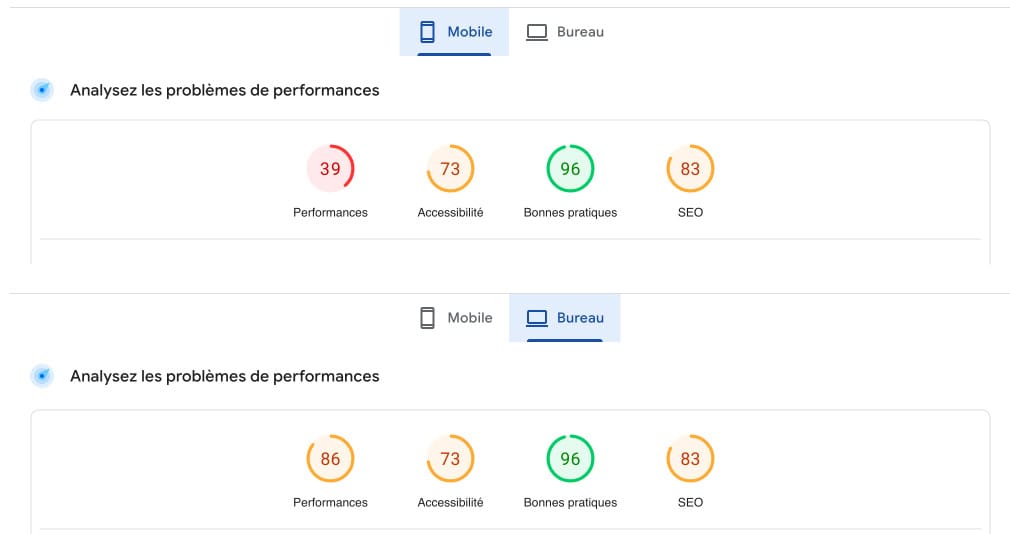 Mobile Bureau
Analysez les problèmes de performances
39 73 96 83
Performances Accessibilité Bonnes pratiques SEO
Mobile Bureau
Analysez les problèmes de performances
86 73 96 83
Performances Accessibilité Bonnes pratiques SEO